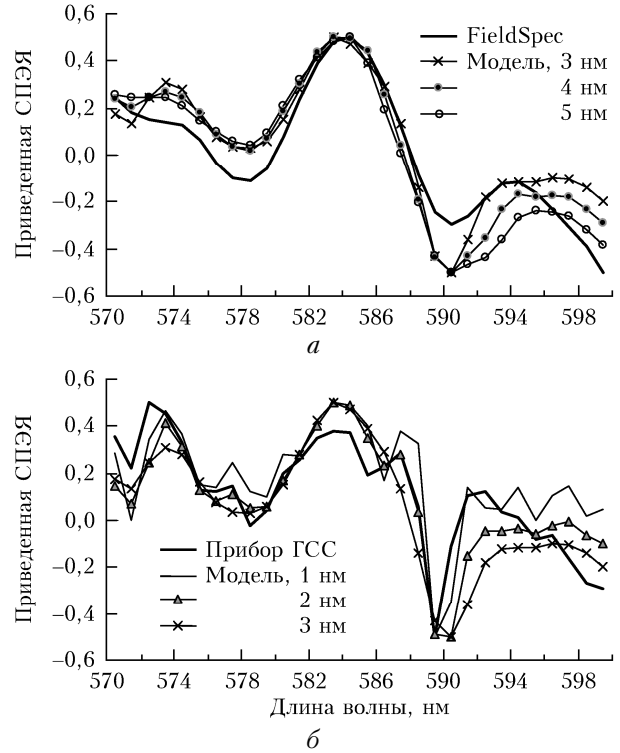 Приведенная СПЭЯ
0,6
0,4
0,2
0,0
–0,2
–0,4
–0,6
FieldSpec
Модель, 3 нм
4 нм
5 нм
570 574 578 582 586 590 594 598
а
Приведенная СПЭЯ
0,6
0,4
0,2
0,0
–0,2
–0,4
–0,6
Прибор ГСС
Модель, 1 нм
2 нм
3 нм
570 574 578 582 586 590 594 598
Длина волны, нм
б